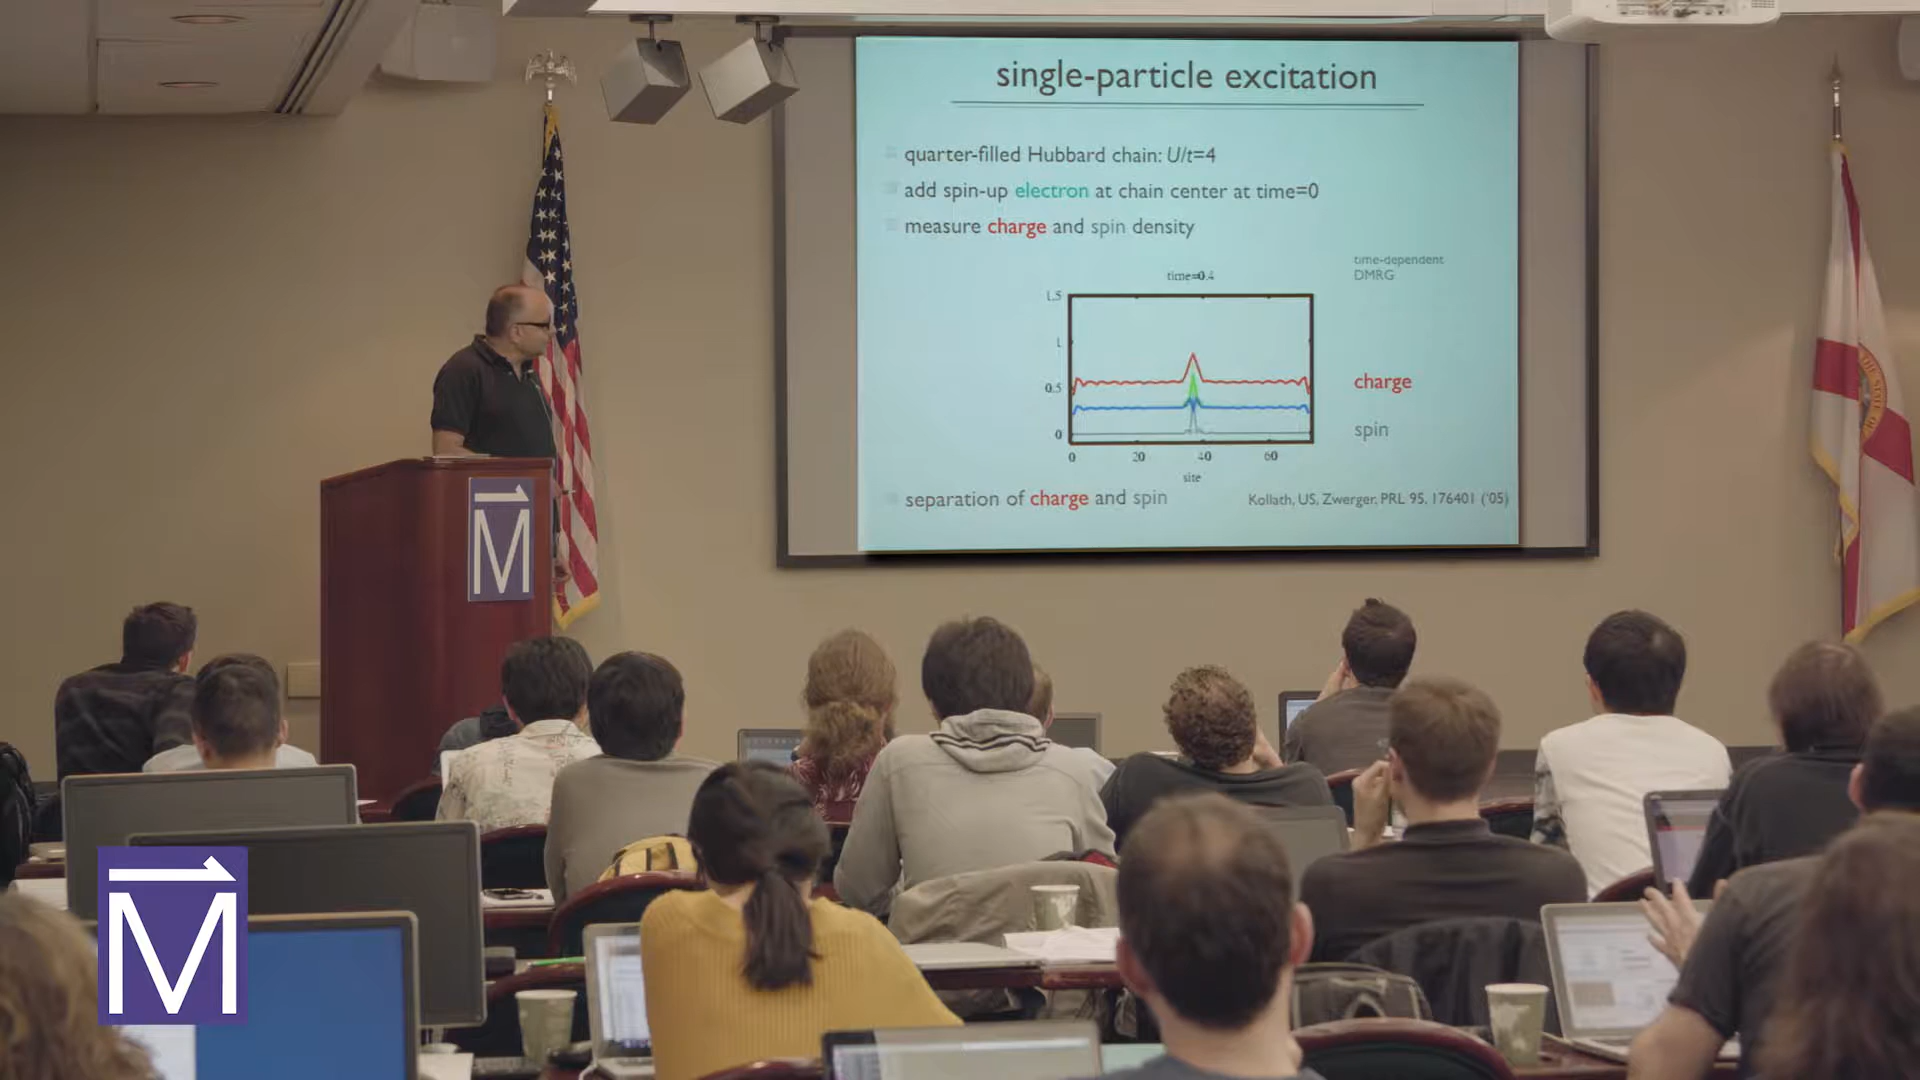 single-particle excitation
quarter-filled Hubbard chain: U/t=4
add spin-up electron at chain center at time=0
measure charge and spin density
time-dependent
DMRG
time=0.4
1.5
1
0.5
0
0 20 40 60
site
charge
spin
separation of charge and spin
Kollath, US, Zwerger, PRL 95, 176401 ('05)
M
M